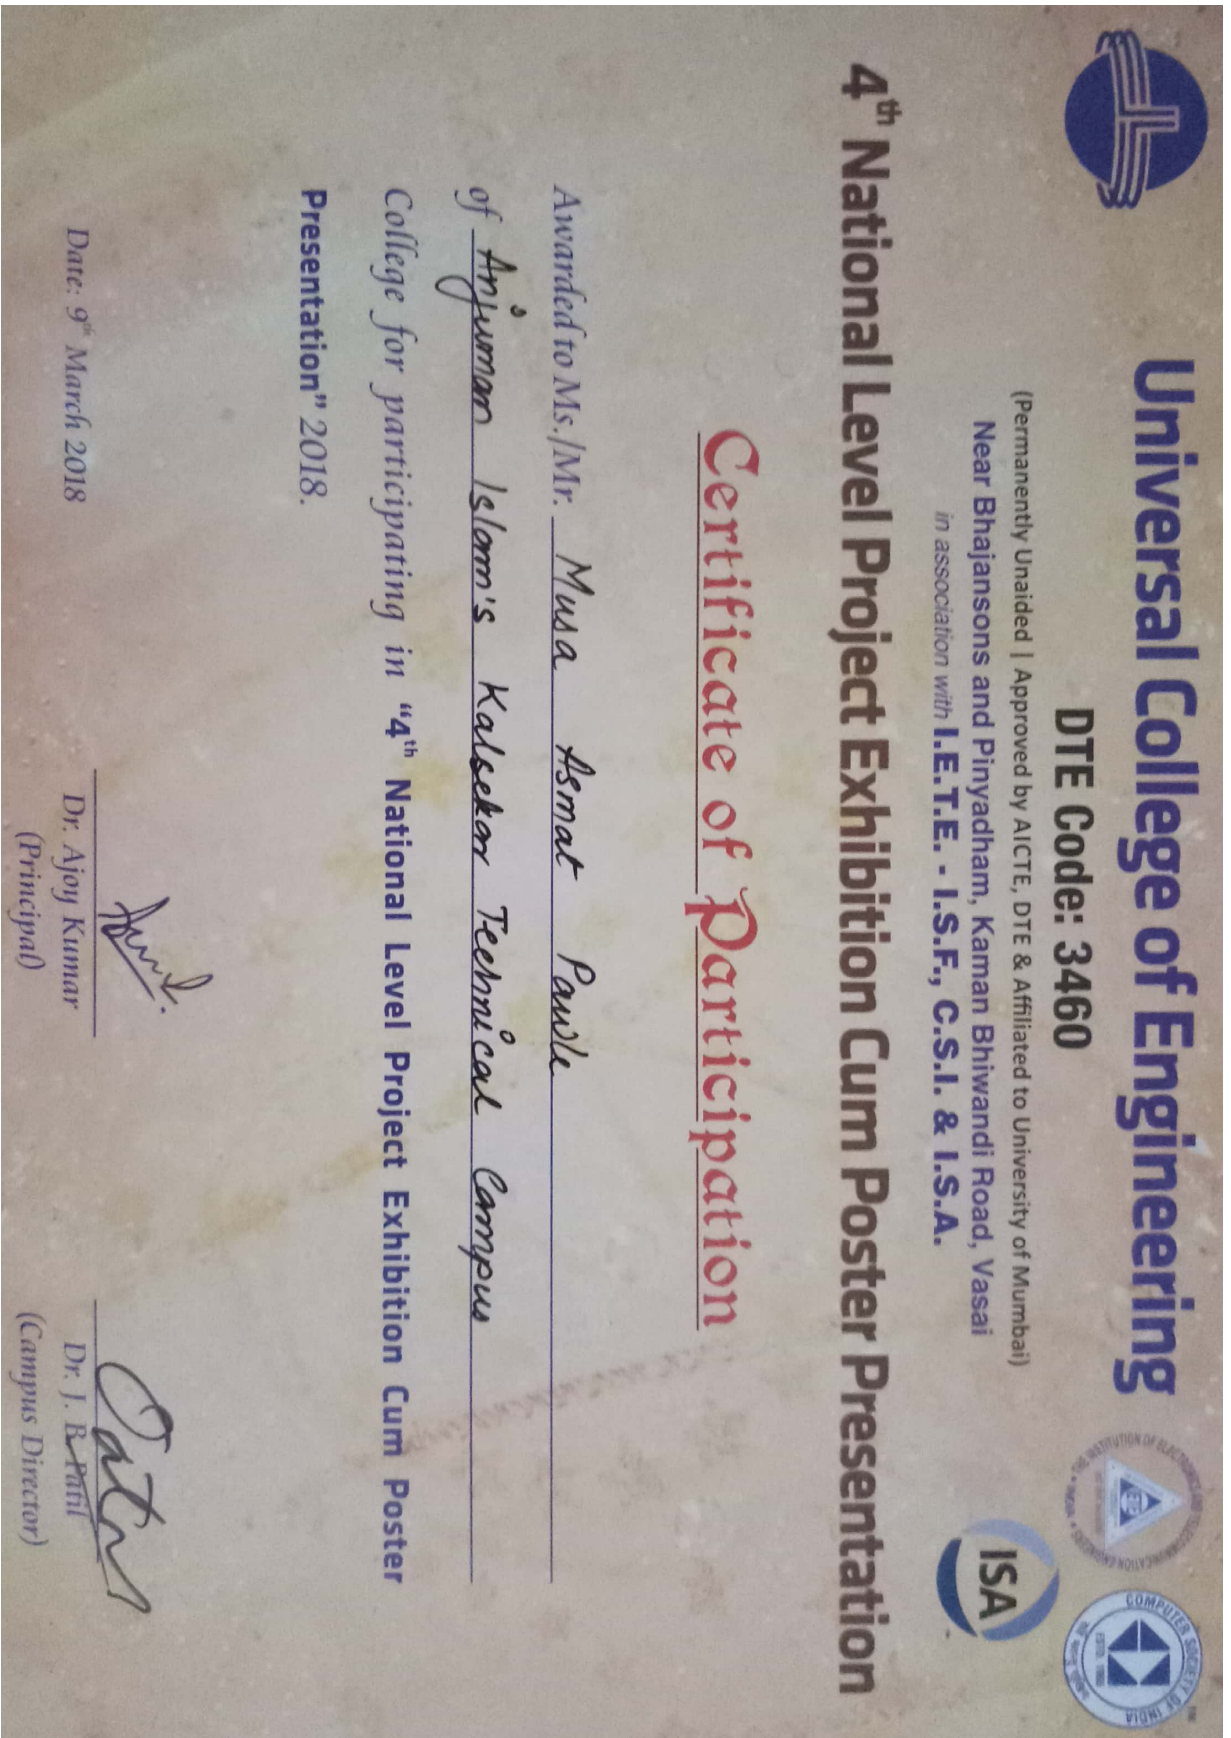 Universal College of Engineering
DTE Code: 3460
(Permanently Unaided | Approved by AICTE, DTE & Affiliated to University of Mumbai)
Near Bhajansons and Pinyadham, Kaman Bhiwandi Road, Vasai
in association with I.E.T.E. - I.S.F., C.S.I. & I.S.A.
ISA
COMPUTER SOCIETY OF INDIA
4th National Level Project Exhibition Cum Poster Presentation
Certificate of Participation
Awarded to Ms./Mr. Musa Asmat Pawle
of Anjuman Islam's Kalsekar Technical Campus
College for participating in "4th National Level Project Exhibition Cum Poster
Presentation" 2018.
Date: 9th March 2018
Dr. Ajoy Kumar
(Principal)
Dr. J. B. Patil
(Campus Director)